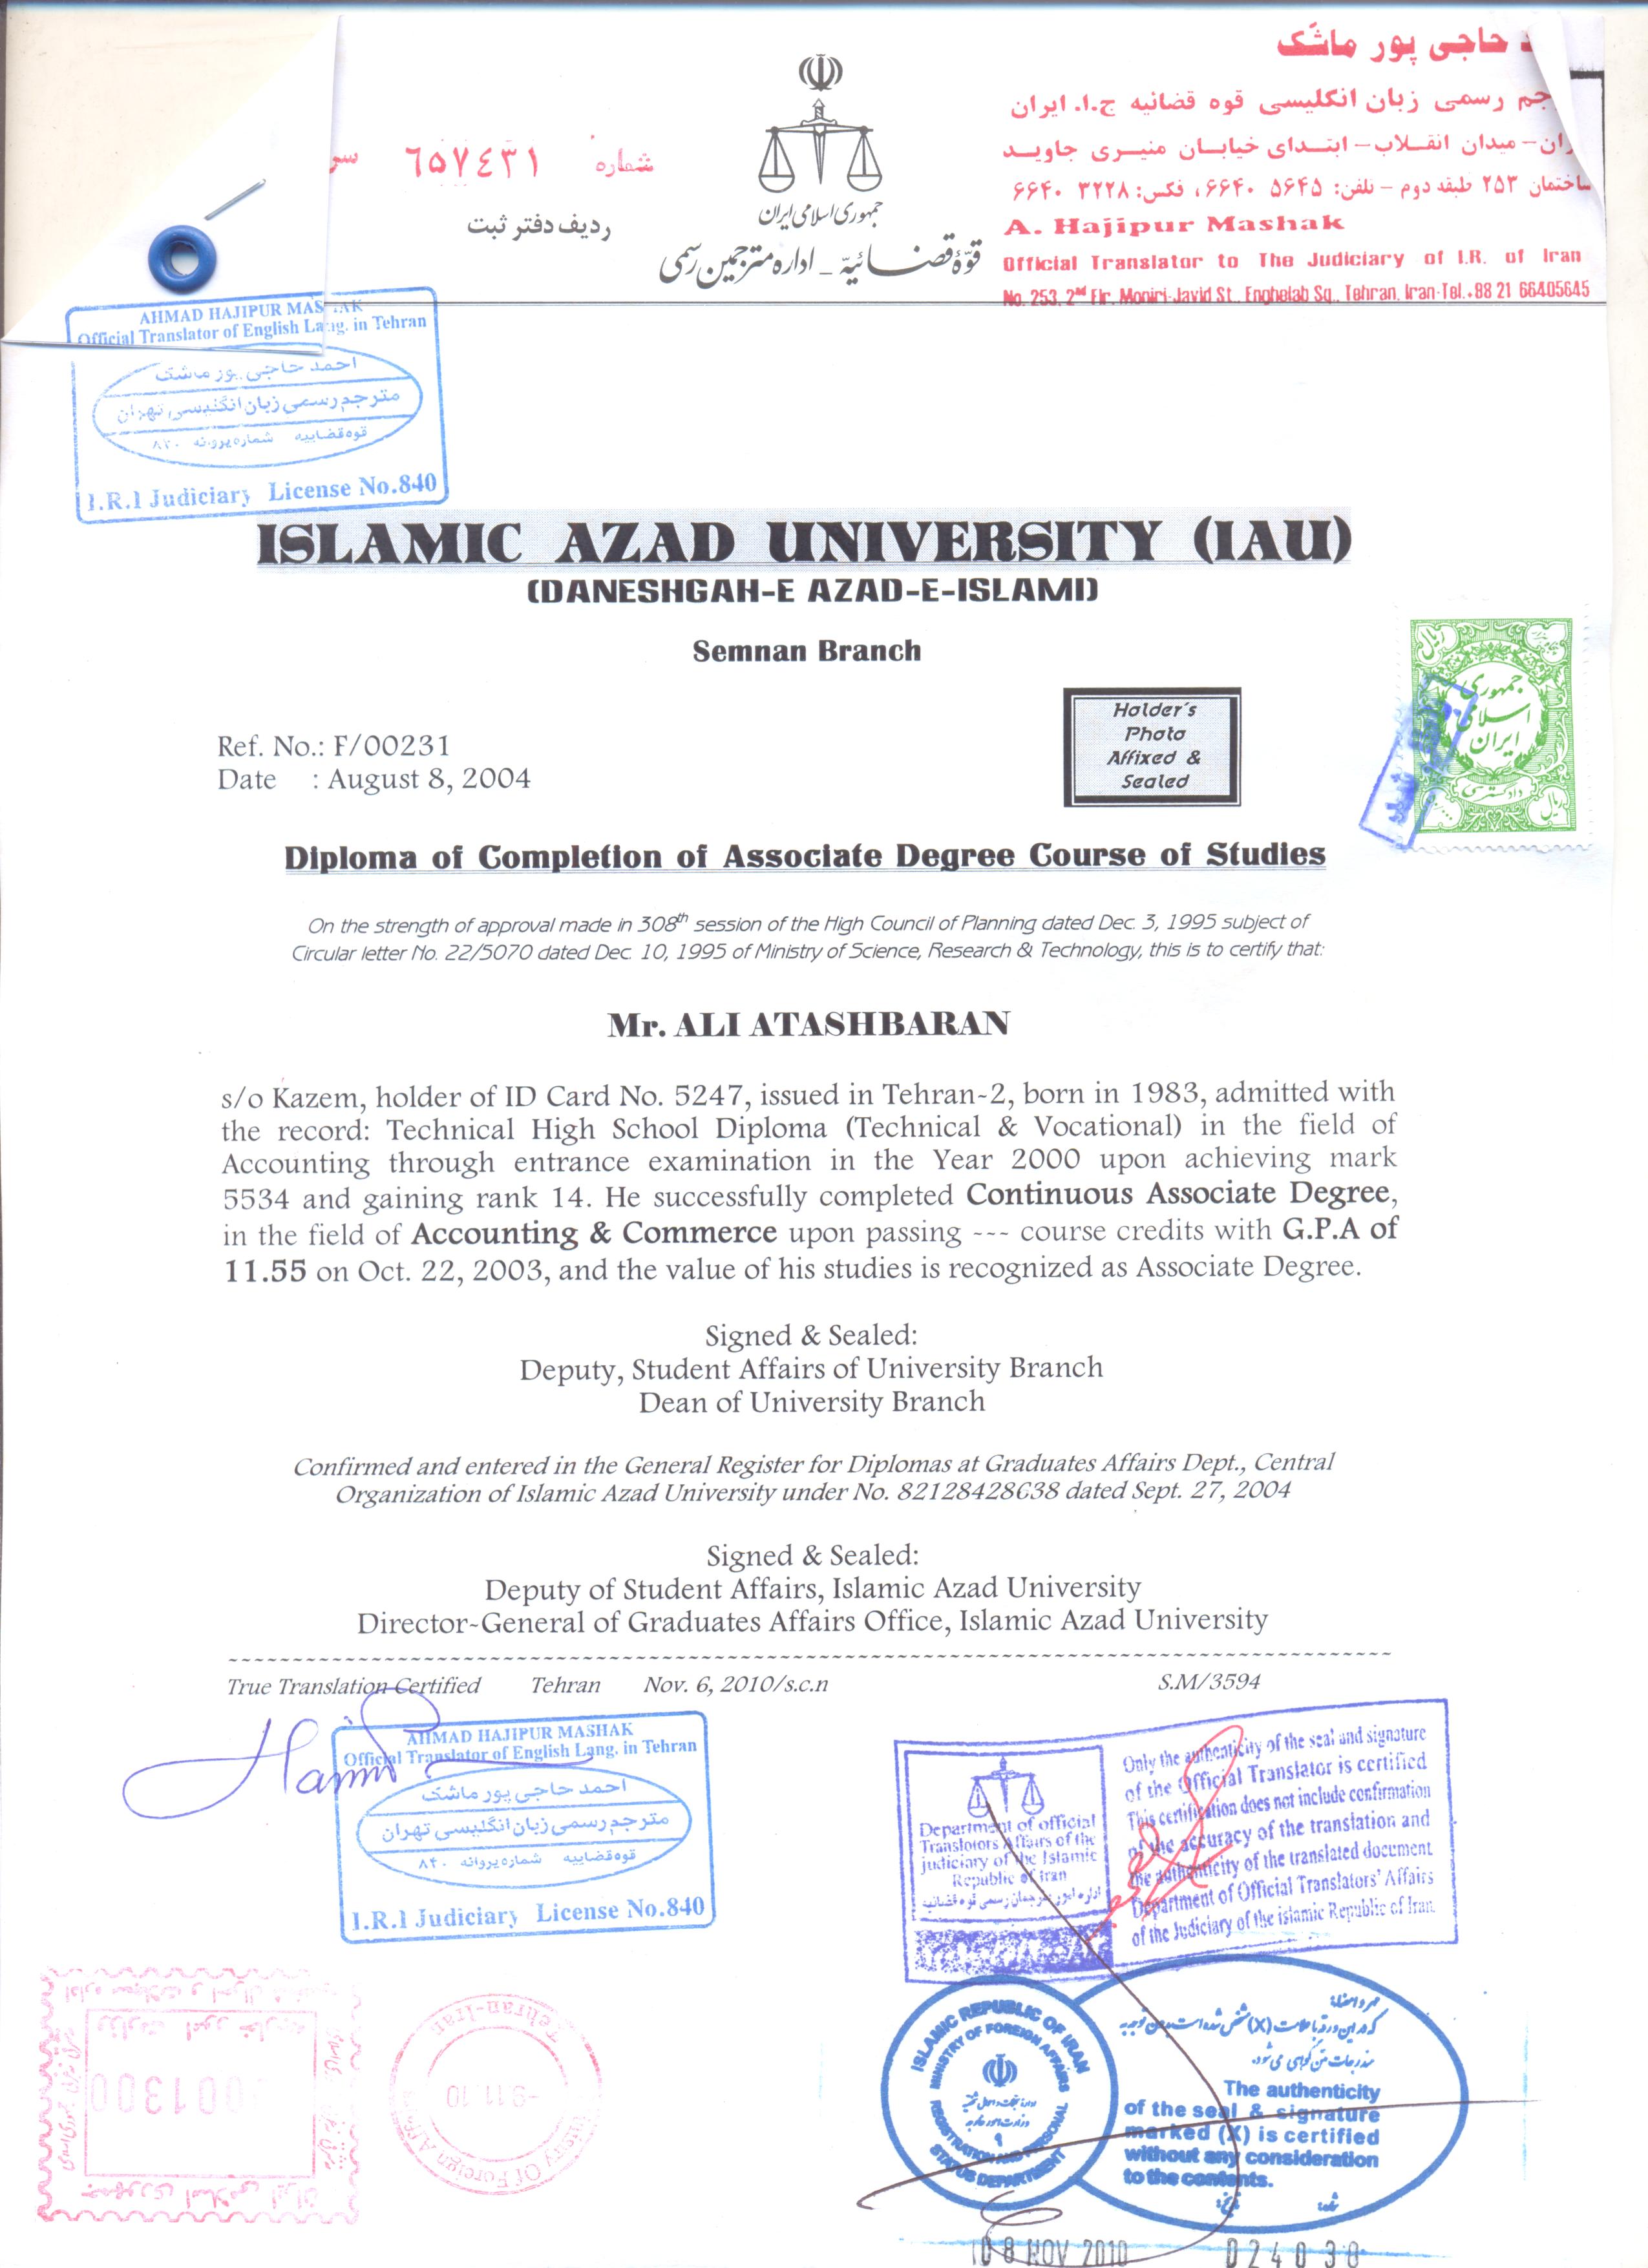 حاجی پور ماشک
رسمی زبان انگلیسی قوه قضائیه ج.ا. ایران
میدان انقلاب – ابتدای خیابان منیری جاوید
ساختمان ۲۵۳ طبقه دوم – تلفن: ۵۶۴۵ ۶۶۴۰، فکس: ۳۲۲۸ ۶۶۴۰
A. Hajipur Mashak
Official Translator to The Judiciary of I.R. of Iran
No. 253, 2nd Flr. Moniri-Javid St., Enghelab Sq., Tehran, Iran-Tel.+88 21 66405645
جمهوری اسلامی ایران
قوّهٔ قضائیّه – اداره مترجمین رسمی
شماره ۶۵۷۴۳۱
ردیف دفتر ثبت
AHMAD HAJIPUR
Official Translator of English Lang. in Tehran
احمد حاجی پور ماشک
مترجم رسمی زبان انگلیسی تهران
قوه قضاییه شماره پروانه ۸۴۰
I.R.I Judiciary License No.840
ISLAMIC AZAD UNIVERSITY (IAU)
(DANESHGAH-E AZAD-E-ISLAMI)
Semnan Branch
Holder's
Photo
Affixed &
Sealed
جمهوری
اسلامی
ایران
دادگستری
ریال
Ref. No.: F/00231
Date : August 8, 2004
Diploma of Completion of Associate Degree Course of Studies
On the strength of approval made in 308th session of the High Council of Planning dated Dec. 3, 1995 subject of
Circular letter No. 22/5070 dated Dec. 10, 1995 of Ministry of Science, Research & Technology, this is to certify that:
Mr. ALI ATASHBARAN
s/o Kazem, holder of ID Card No. 5247, issued in Tehran-2, born in 1983, admitted with
the record: Technical High School Diploma (Technical & Vocational) in the field of
Accounting through entrance examination in the Year 2000 upon achieving mark
5534 and gaining rank 14. He successfully completed Continuous Associate Degree,
in the field of Accounting & Commerce upon passing --- course credits with G.P.A of
11.55 on Oct. 22, 2003, and the value of his studies is recognized as Associate Degree.
Signed & Sealed:
Deputy, Student Affairs of University Branch
Dean of University Branch
Confirmed and entered in the General Register for Diplomas at Graduates Affairs Dept., Central
Organization of Islamic Azad University under No. 82128428638 dated Sept. 27, 2004
Signed & Sealed:
Deputy of Student Affairs, Islamic Azad University
Director-General of Graduates Affairs Office, Islamic Azad University
True Translation Certified Tehran Nov. 6, 2010/s.c.n S.M/3594
AHMAD HAJIPUR MASHAK
Official Translator of English Lang. in Tehran
احمد حاجی پور ماشک
مترجم رسمی زبان انگلیسی تهران
قوه قضاییه شماره پروانه ۸۴۰
I.R.I Judiciary License No.840
Department of official
Translators Affairs of the
judiciary of the Islamic
Republic of iran
اداره امور مترجمان رسمی قوه قضائیه
Only the authenticity of the seal and signature
of the Official Translator is certified
This certification does not include confirmation
of the accuracy of the translation and
the authenticity of the translated document
Department of Official Translators' Affairs
of the Judiciary of the islamic Republic of Iran.
ISLAMIC REPUBLIC OF IRAN
MINISTRY OF FOREIGN AFFAIRS
REGISTRATION AND PERSONAL
STATUS DEPARTMENT
۹
The authenticity
of the seal & signature
marked (X) is certified
without any consideration
to the contents.
08 NOV 2010
024030
Tehran-Iran
-9.11.10
Ministry Of Foreign Affairs
001300
وزارت امور خارجه
جمهوری اسلامی ایران